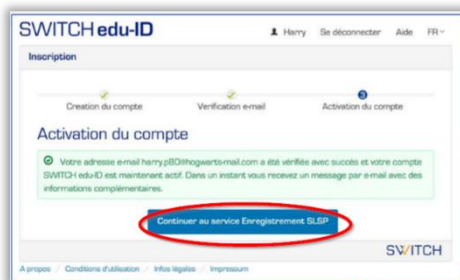 SWITCH edu-ID
Harry Se déconnecter Aide FR
Inscription
3
Creation du compte Vérification e-mail Activation du compte
Activation du compte
Votre adresse e-mail harry.p80@hogwarts-mail.com a été vérifiée avec succès et votre compte
SWITCH edu-ID est maintenant actif. Dans un instant vous recevez un message par e-mail avec des
informations complémentaires.
Continuer au service Enregistrement SLSP
SWITCH
A propos / Conditions d'utilisation / Infos légales / Impressum